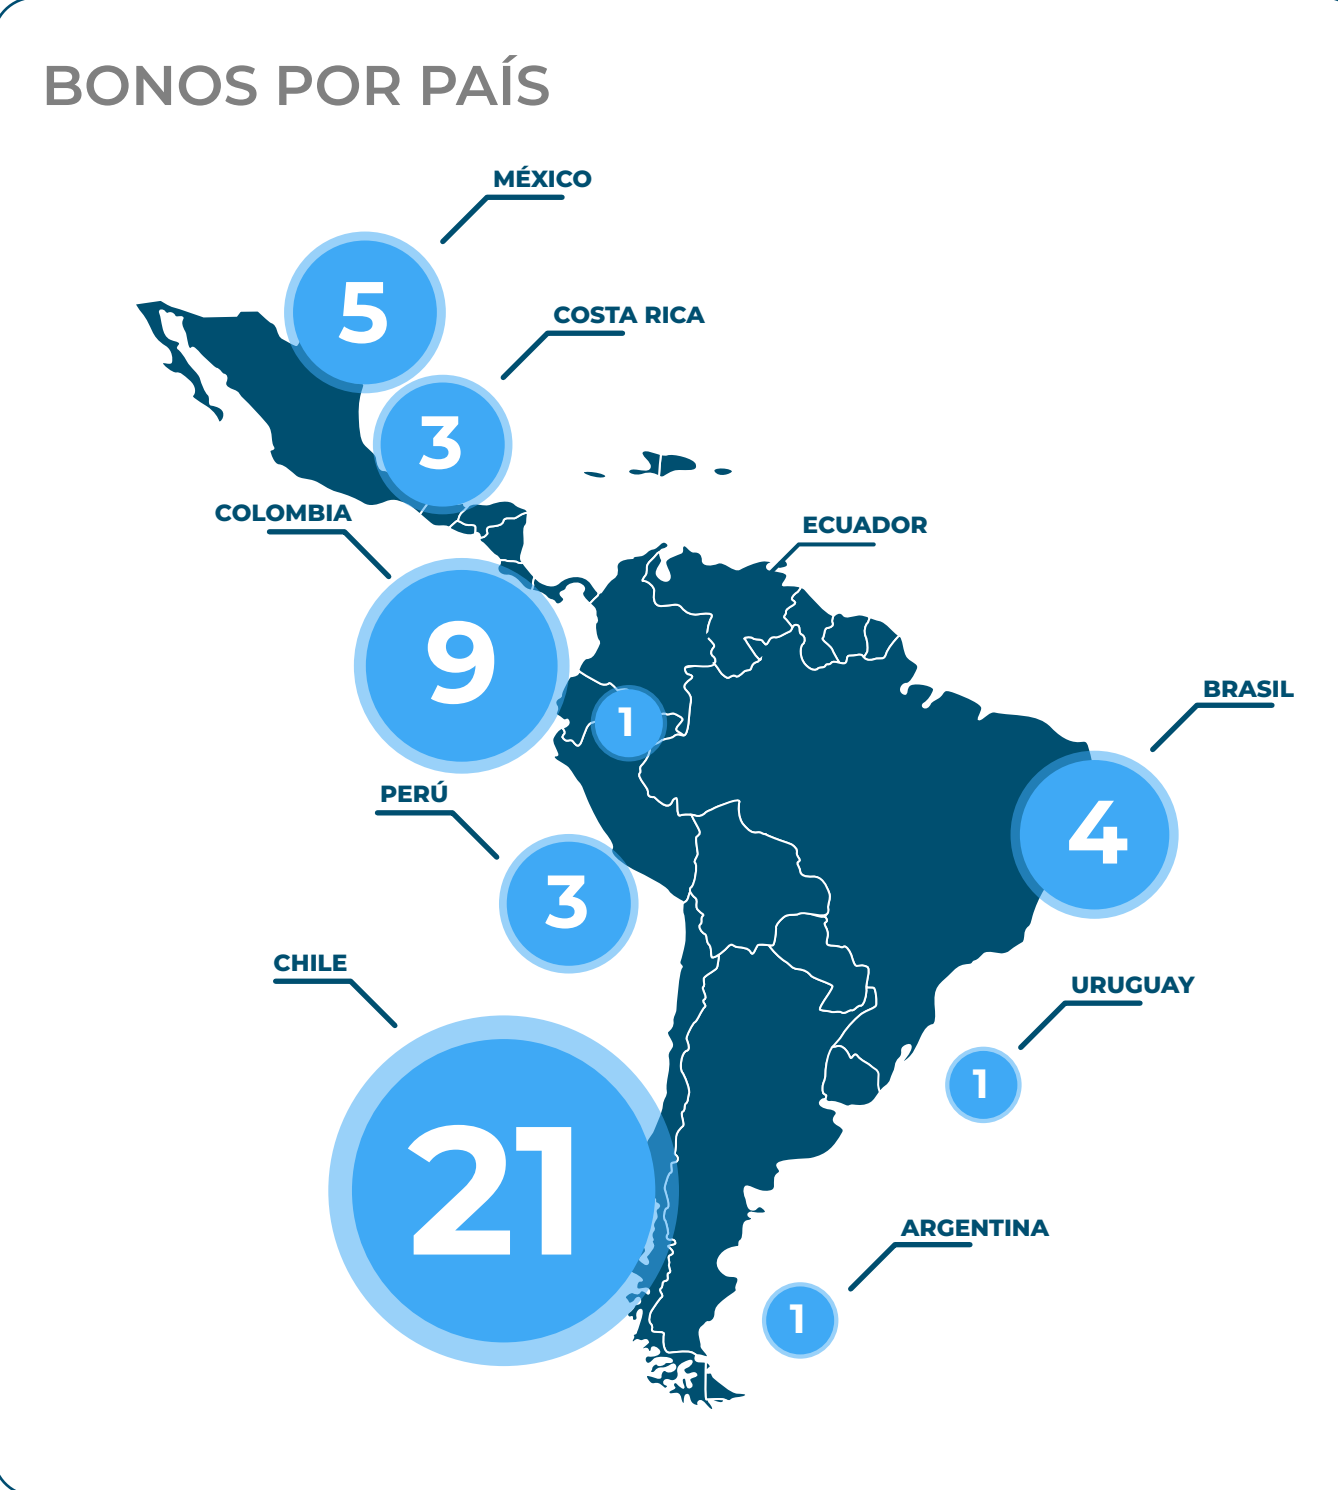 BONOS POR PAÍS
MÉXICO
5
COSTA RICA
3
COLOMBIA
9
ECUADOR
1
BRASIL
4
PERÚ
3
CHILE
21
URUGUAY
1
ARGENTINA
1